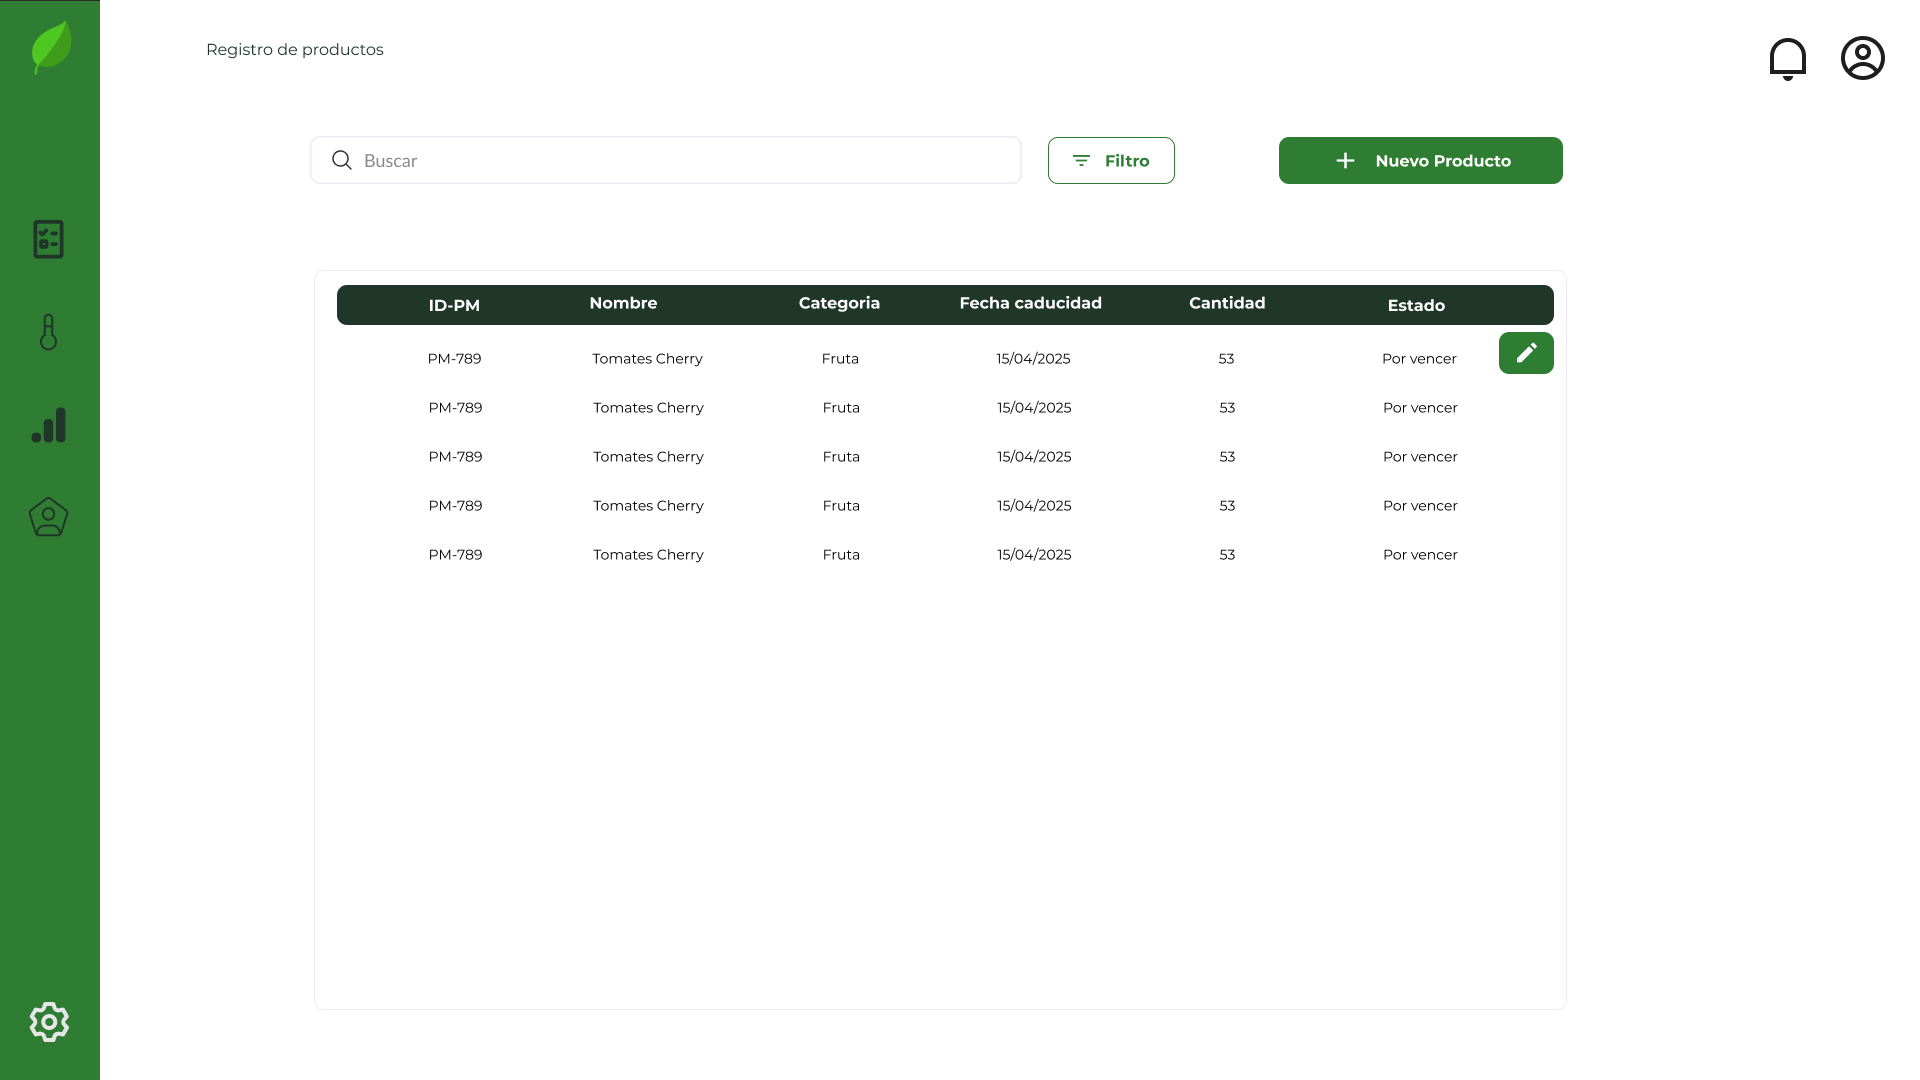 Registro de productos
Buscar
Filtro
Nuevo Producto
ID-PM Nombre Categoria Fecha caducidad Cantidad Estado
PM-789 Tomates Cherry Fruta 15/04/2025 53 Por vencer
PM-789 Tomates Cherry Fruta 15/04/2025 53 Por vencer
PM-789 Tomates Cherry Fruta 15/04/2025 53 Por vencer
PM-789 Tomates Cherry Fruta 15/04/2025 53 Por vencer
PM-789 Tomates Cherry Fruta 15/04/2025 53 Por vencer